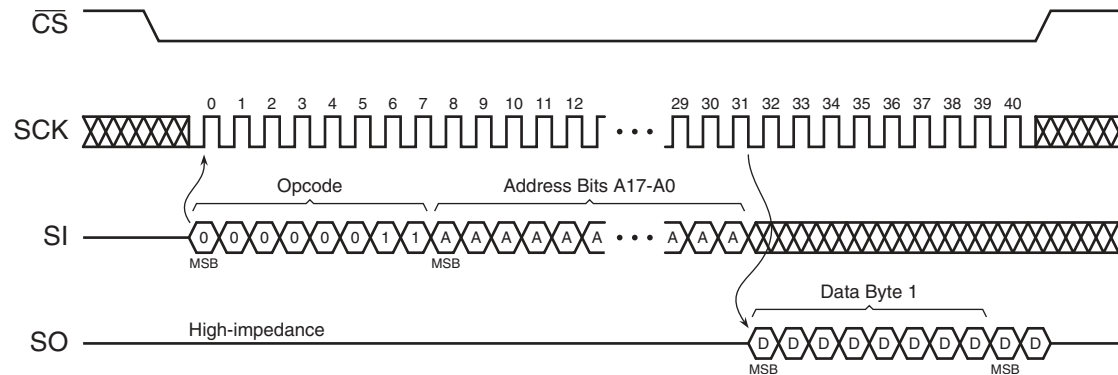 CS
0 1 2 3 4 5 6 7 8 9 10 11 12 29 30 31 32 33 34 35 36 37 38 39 40
SCK
Opcode Address Bits A17-A0
SI 0 0 0 0 0 0 1 1 A A A A A A A A A
MSB MSB
Data Byte 1
High-impedance
SO D D D D D D D D D D
MSB MSB